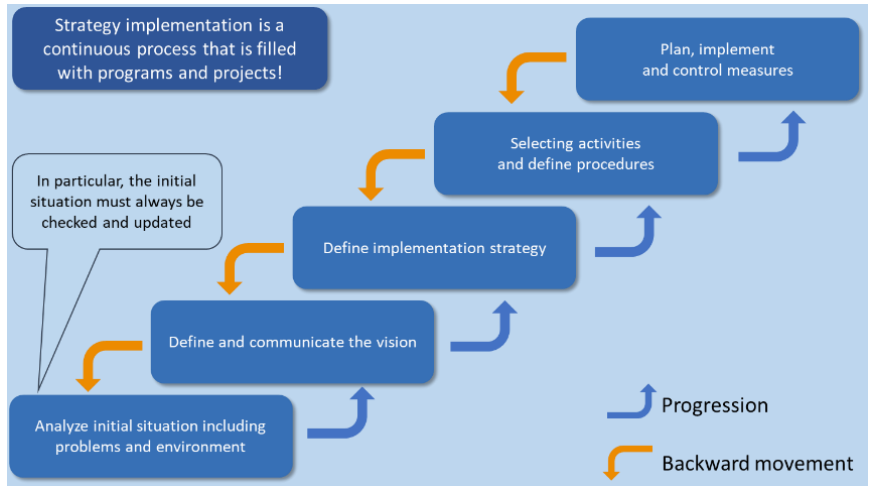 Strategy implementation is a
continuous process that is filled
with programs and projects!
Plan, implement
and control measures
Selecting activities
and define procedures
In particular, the initial
situation must always be
checked and updated
Define implementation strategy
Define and communicate the vision
Analyze initial situation including
problems and environment
Progression
Backward movement